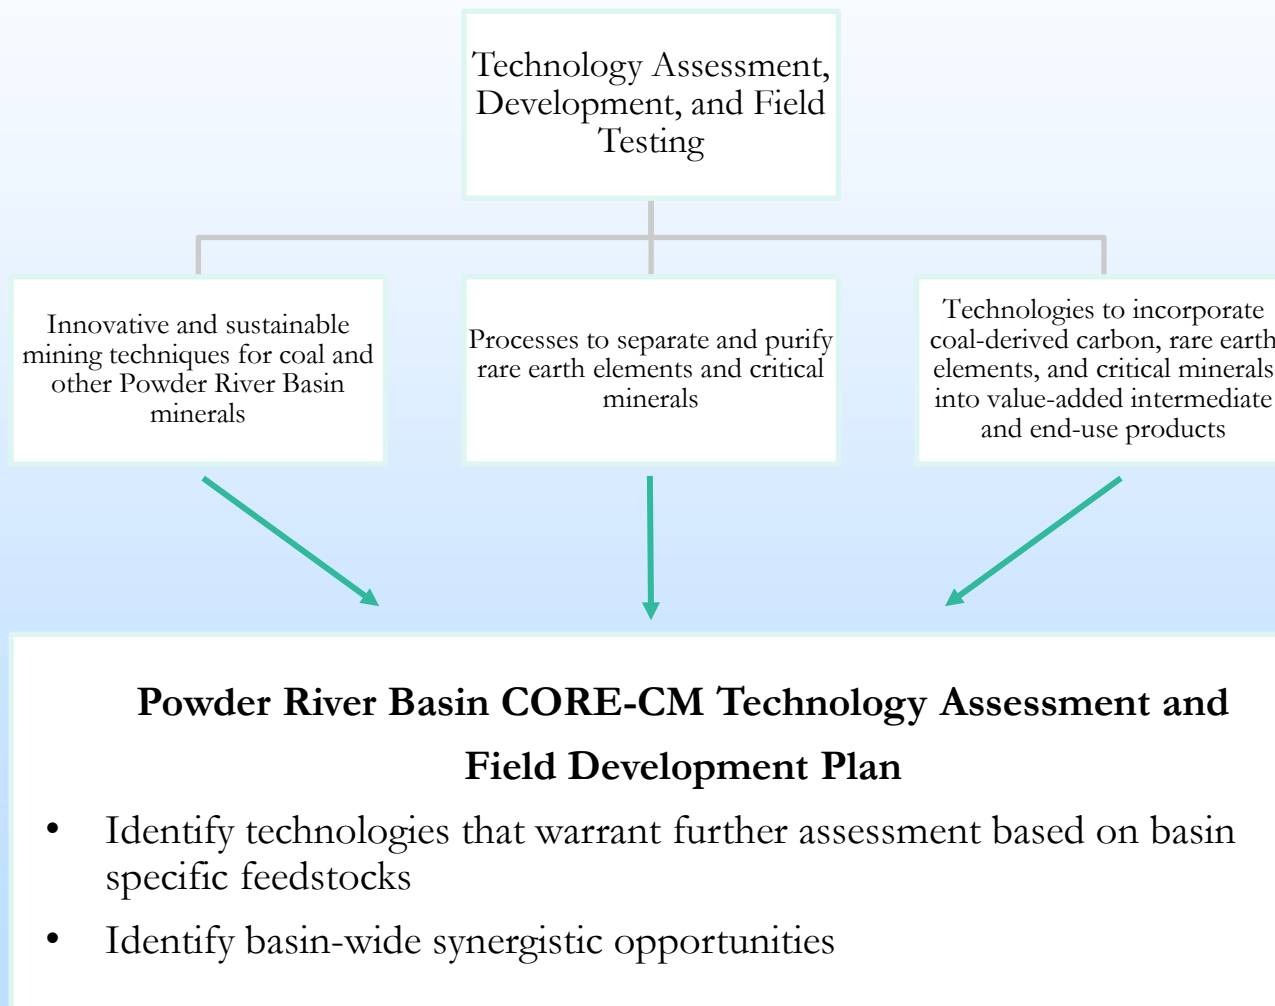 Technology Assessment,
Development, and Field
Testing
Innovative and sustainable
mining techniques for coal and
other Powder River Basin
minerals
Processes to separate and purify
rare earth elements and critical
minerals
Technologies to incorporate
coal-derived carbon, rare earth
elements, and critical minerals
into value-added intermediate
and end-use products
Powder River Basin CORE-CM Technology Assessment and
Field Development Plan
• Identify technologies that warrant further assessment based on basin
specific feedstocks
• Identify basin-wide synergistic opportunities